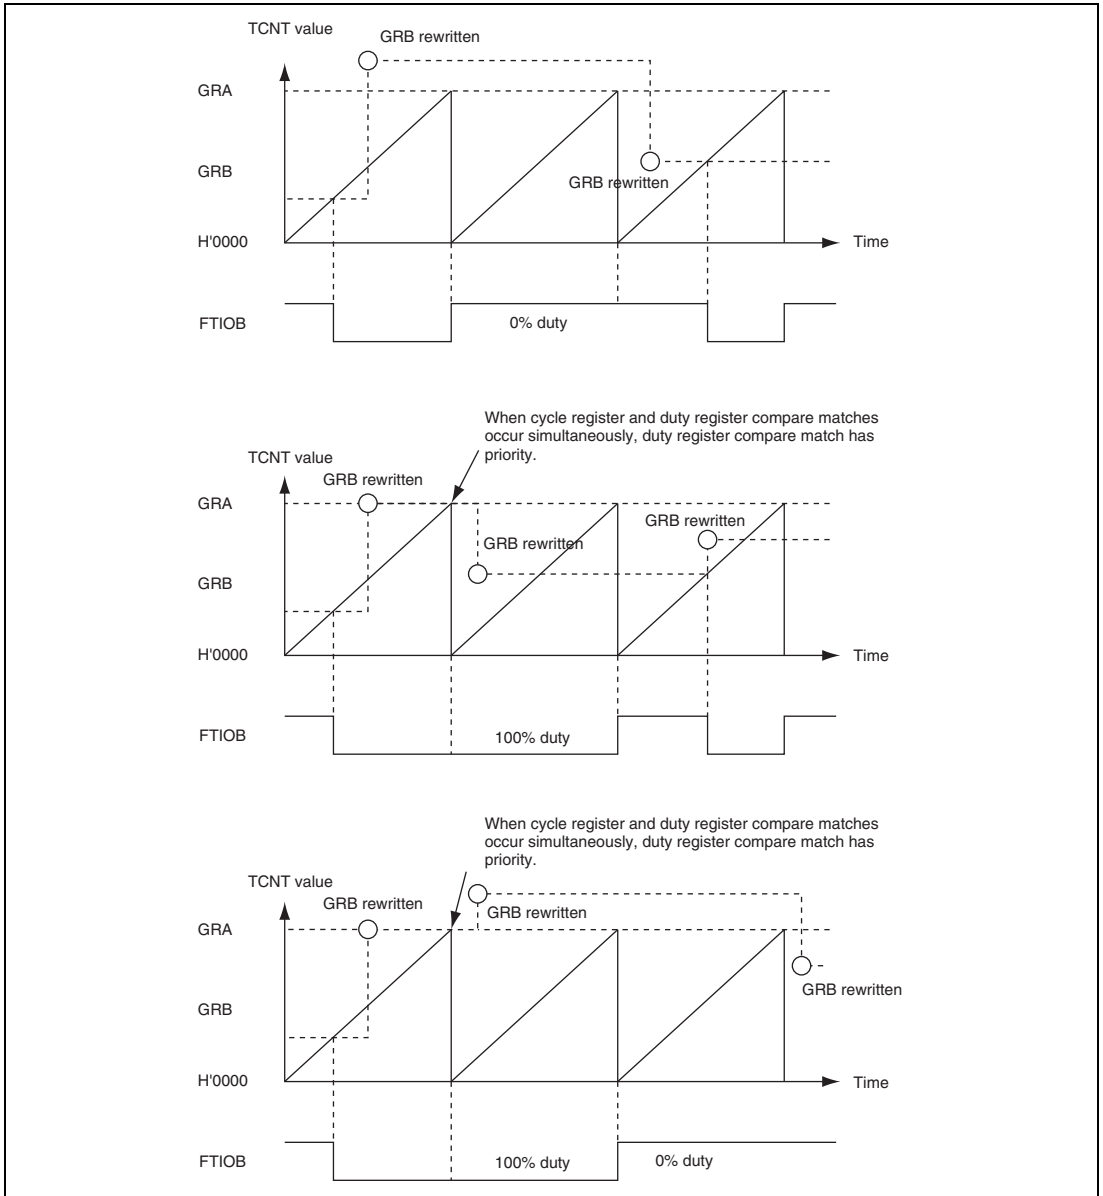 TCNT value
GRB rewritten
GRA
GRB
GRB rewritten
H'0000
Time
FTIOB
0% duty
When cycle register and duty register compare matches
occur simultaneously, duty register compare match has
priority.
TCNT value
GRB rewritten
GRA
GRB rewritten
GRB rewritten
GRB
H'0000
Time
FTIOB
100% duty
When cycle register and duty register compare matches
occur simultaneously, duty register compare match has
priority.
TCNT value
GRB rewritten
GRB rewritten
GRA
GRB rewritten
GRB
H'0000
Time
FTIOB
100% duty
0% duty